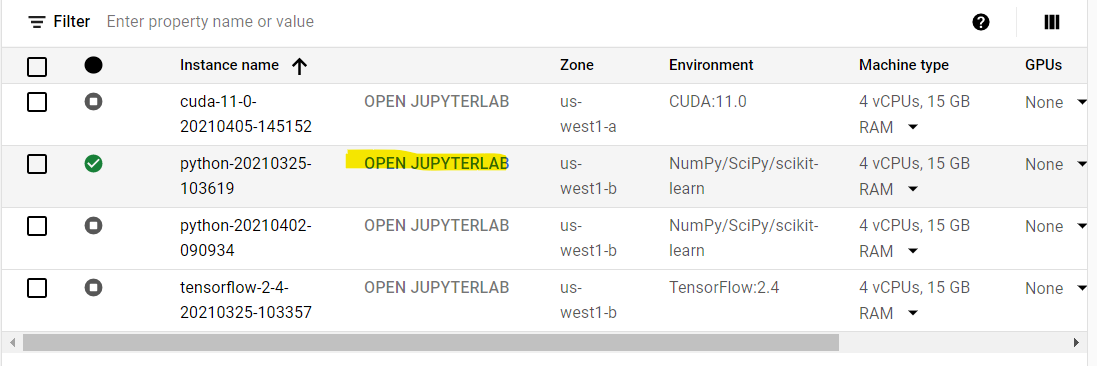 Filter Enter property name or value
Instance name Zone Environment Machine type GPUs
cuda-11-0- OPEN JUPYTERLAB us- CUDA:11.0 4 vCPUs, 15 GB None
20210405-145152 west1-a RAM
python-20210325- OPEN JUPYTERLAB us- NumPy/SciPy/scikit- 4 vCPUs, 15 GB None
103619 west1-b learn RAM
python-20210402- OPEN JUPYTERLAB us- NumPy/SciPy/scikit- 4 vCPUs, 15 GB None
090934 west1-b learn RAM
tensorflow-2-4- OPEN JUPYTERLAB us- TensorFlow:2.4 4 vCPUs, 15 GB None
20210325-103357 west1-b RAM